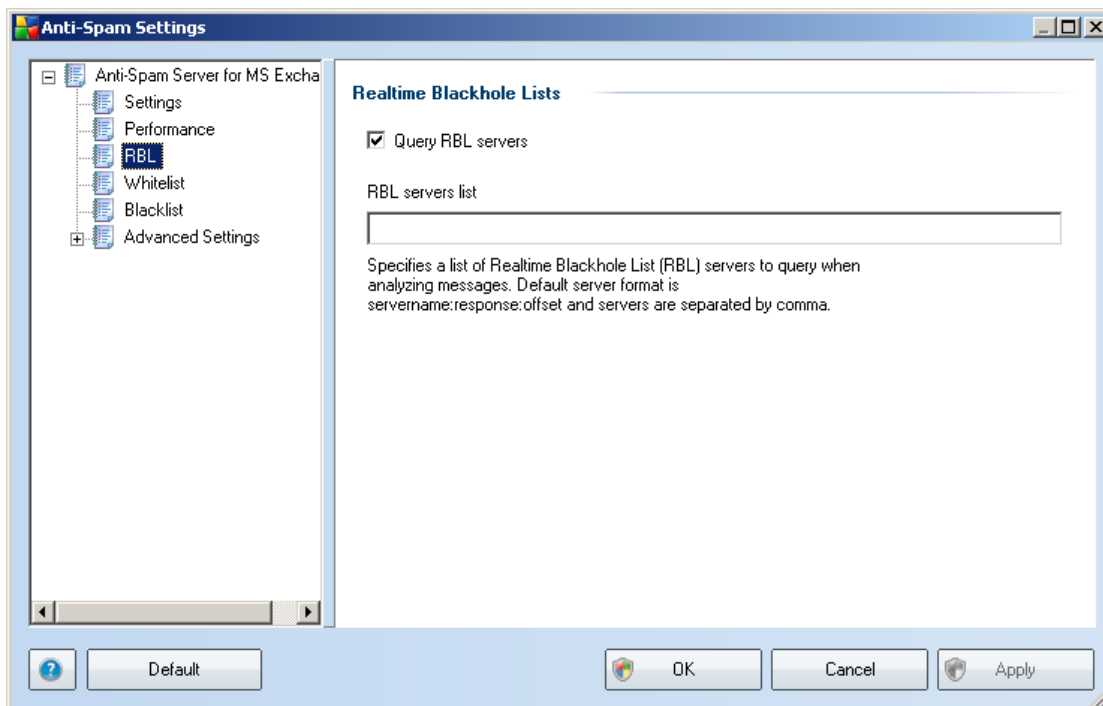 Anti-Spam Settings
Anti-Spam Server for MS Excha
Settings
Performance
RBL
Whitelist
Blacklist
Advanced Settings
Realtime Blackhole Lists
Query RBL servers
RBL servers list
Specifies a list of Realtime Blackhole List (RBL) servers to query when
analyzing messages. Default server format is
servername:response:offset and servers are separated by comma.
Default
OK
Cancel
Apply